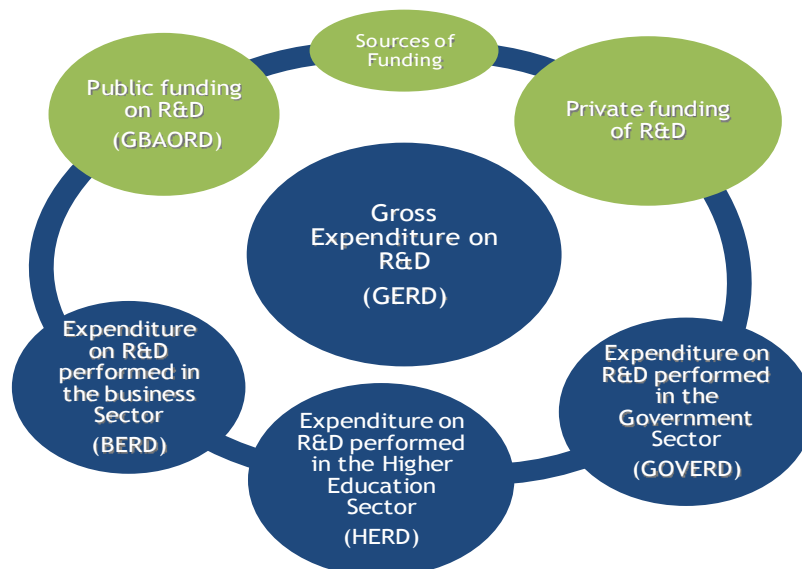 Sources of
Funding
Public funding
on R&D
(GBAORD)
Private funding
of R&D
Gross
Expenditure on
R&D
(GERD)
Expenditure
on R&D
performed in
the business
Sector
(BERD)
Expenditure on
R&D performed
in the Higher
Education
Sector
(HERD)
Expenditure on
R&D performed
in the
Government
Sector
(GOVERD)